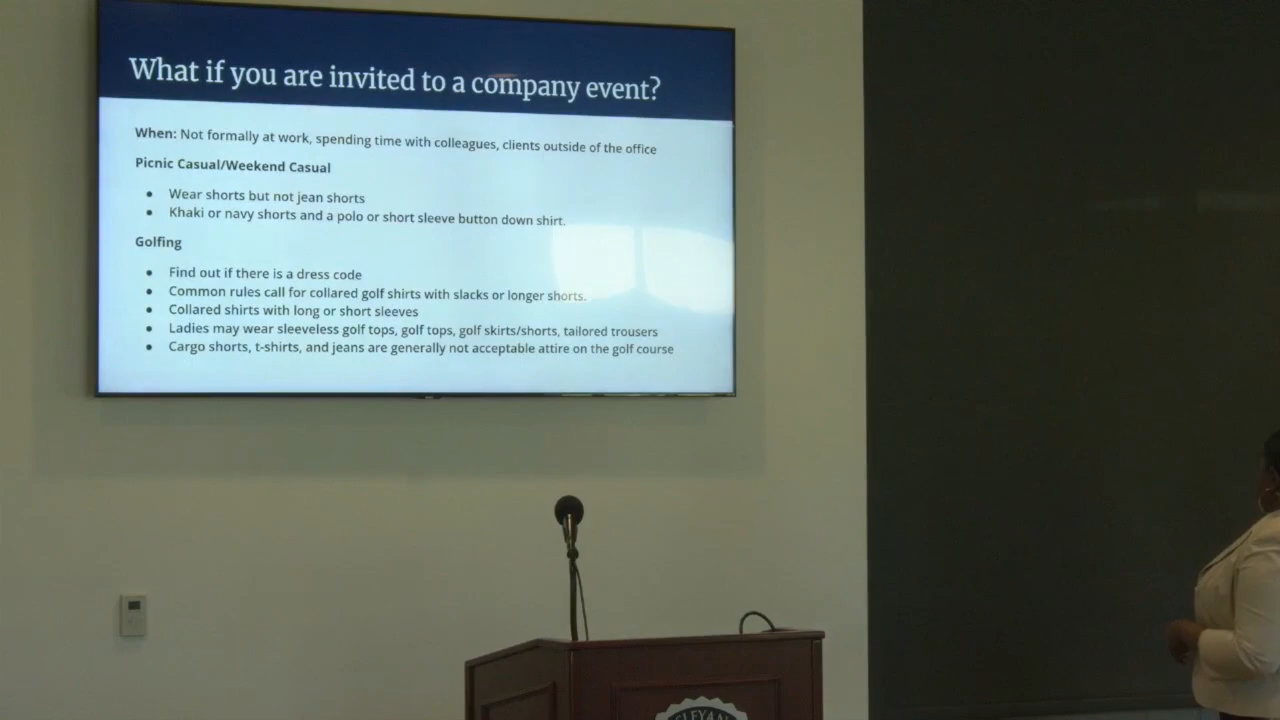 What if you are invited to a company event?
When: Not formally at work, spending time with colleagues, clients outside of the office
Picnic Casual/Weekend Casual
• Wear shorts but not jean shorts
• Khaki or navy shorts and a polo or short sleeve button down shirt.
Golfing
• Find out if there is a dress code
• Common rules call for collared golf shirts with slacks or longer shorts.
• Collared shirts with long or short sleeves
• Ladies may wear sleeveless golf tops, golf tops, golf skirts/shorts, tailored trousers
• Cargo shorts, t-shirts, and jeans are generally not acceptable attire on the golf course